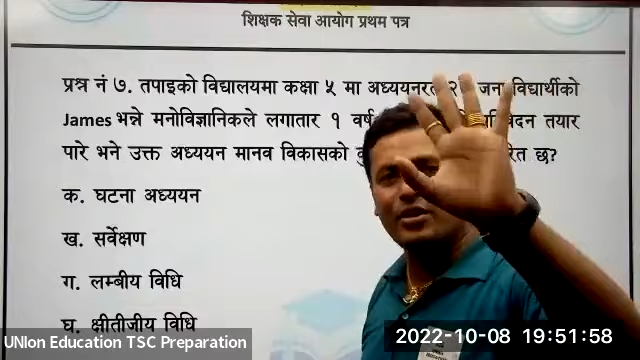 शिक्षक सेवा आयोग प्रथम पत्र
प्रश्न नं ७. तपाइको विद्यालयमा कक्षा ५ मा अध्ययनरत २ जना विद्यार्थीको
James भन्ने मनोविज्ञानिकले लगातार १ वर्ष तयार
पारे भने उक्त अध्ययन मानव विकासको छ?
क. घटना अध्ययन
ख. सर्वेक्षण
ग. लम्बीय विधि
घ. क्षीतीजीय विधि
UNIon Education TSC Preparation
2022-10-08 19:51:58